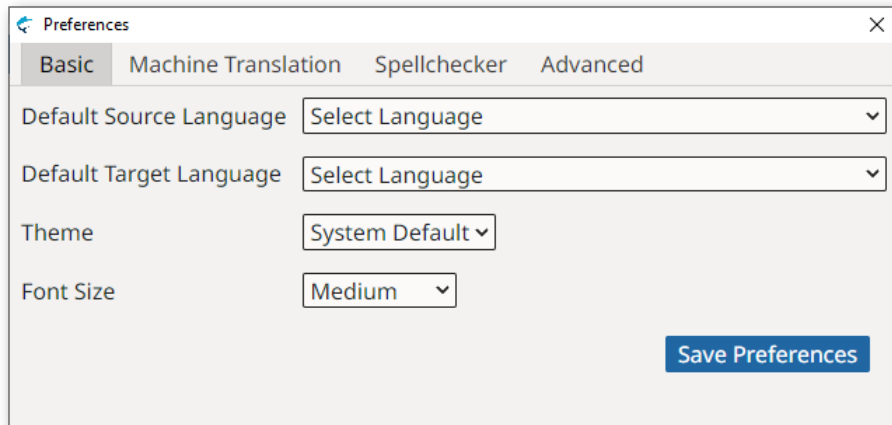 Preferences
Basic Machine Translation Spellchecker Advanced
Default Source Language Select Language
Default Target Language Select Language
Theme System Default
Font Size Medium
Save Preferences